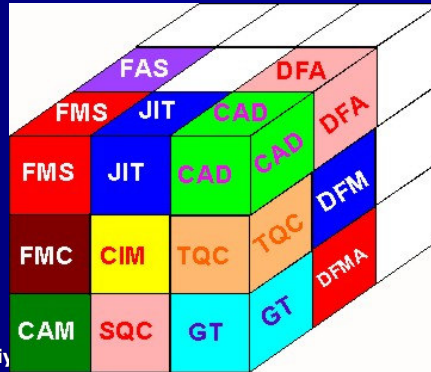 FAS DFA
FMS JIT CAD DFA
FMS JIT CAD CAD DFM
FMC CIM TQC TQC DFMA
CAM SQC GT GT
iy